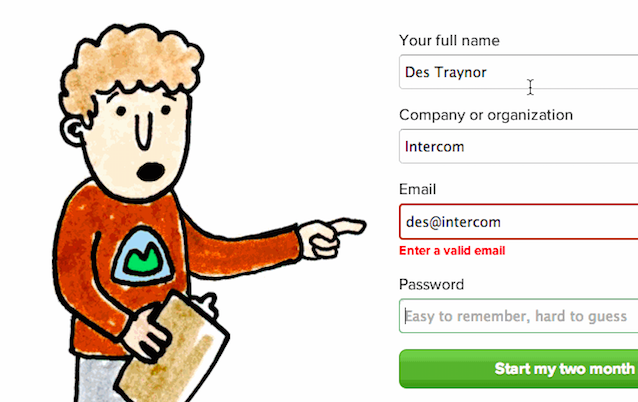 Your full name
Des Traynor
Company or organization
Intercom
Email
des@intercom
Enter a valid email
Password
Easy to remember, hard to guess
Start my two month